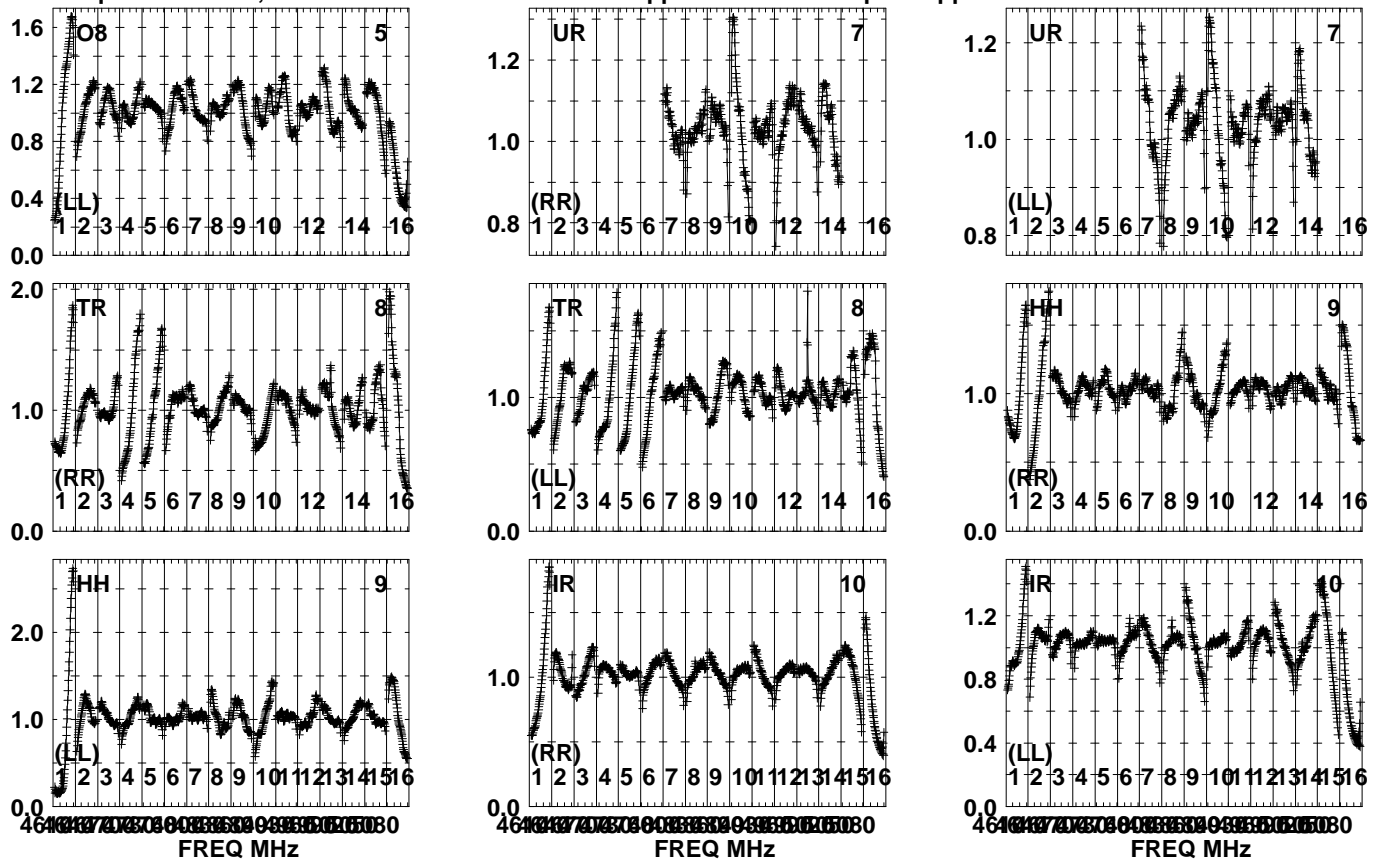 1.6 O8 5
1.2
0.8
0.4 (LL)
1 2 3 4 5 6 7 8 9 10 12 14 16
0.0
UR 7
1.2
1.0
(RR)
0.8 1 2 3 4 5 6 7 8 9 10 12 14 16
UR 7
1.2
1.0
(LL)
0.8 1 2 3 4 5 6 7 8 9 10 12 14 16
2.0 TR 8
1.0
(RR)
1 2 3 4 5 6 7 8 9 10 12 14 16
0.0
TR 8
1.0
(LL)
1 2 3 4 5 6 7 8 9 10 12 14 16
0.0
HH 9
1.0
(RR)
1 2 3 4 5 6 7 8 9 10 12 14 16
0.0
HH 9
2.0
1.0
(LL)
1 2 3 4 5 6 7 8 9 10 11 12 13 15 16
0.0
FREQ MHz
IR 10
1.0
(RR)
1 2 3 4 5 6 7 8 9 10 11 12 13 14 15 16
0.0
FREQ MHz
IR 10
1.2
0.8
0.4 (LL)
1 2 3 4 5 6 7 8 9 10 11 12 13 14 15 16
0.0
FREQ MHz